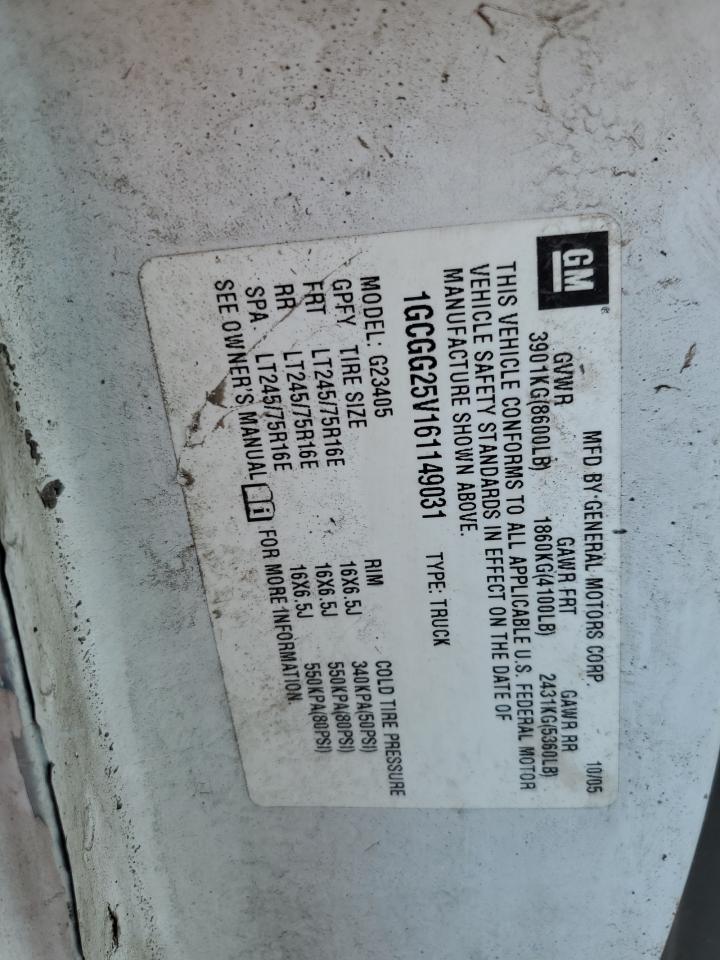 GM ®
MFD BY GENERAL MOTORS CORP. 10/05
GVWR GAWR FRT GAWR RR
3901KG(8600LB) 1860KG(4100LB) 2431KG(5360LB)
THIS VEHICLE CONFORMS TO ALL APPLICABLE U.S. FEDERAL MOTOR
VEHICLE SAFETY STANDARDS IN EFFECT ON THE DATE OF
MANUFACTURE SHOWN ABOVE.
1GCGG25V161149031 TYPE: TRUCK
MODEL: G23405
GPFY TIRE SIZE RIM COLD TIRE PRESSURE
FRT LT245/75R16E 16X6.5J 340KPA(50PSI)
RR LT245/75R16E 16X6.5J 550KPA(80PSI)
SPA LT245/75R16E 16X6.5J 550KPA(80PSI)
SEE OWNER'S MANUAL FOR MORE INFORMATION